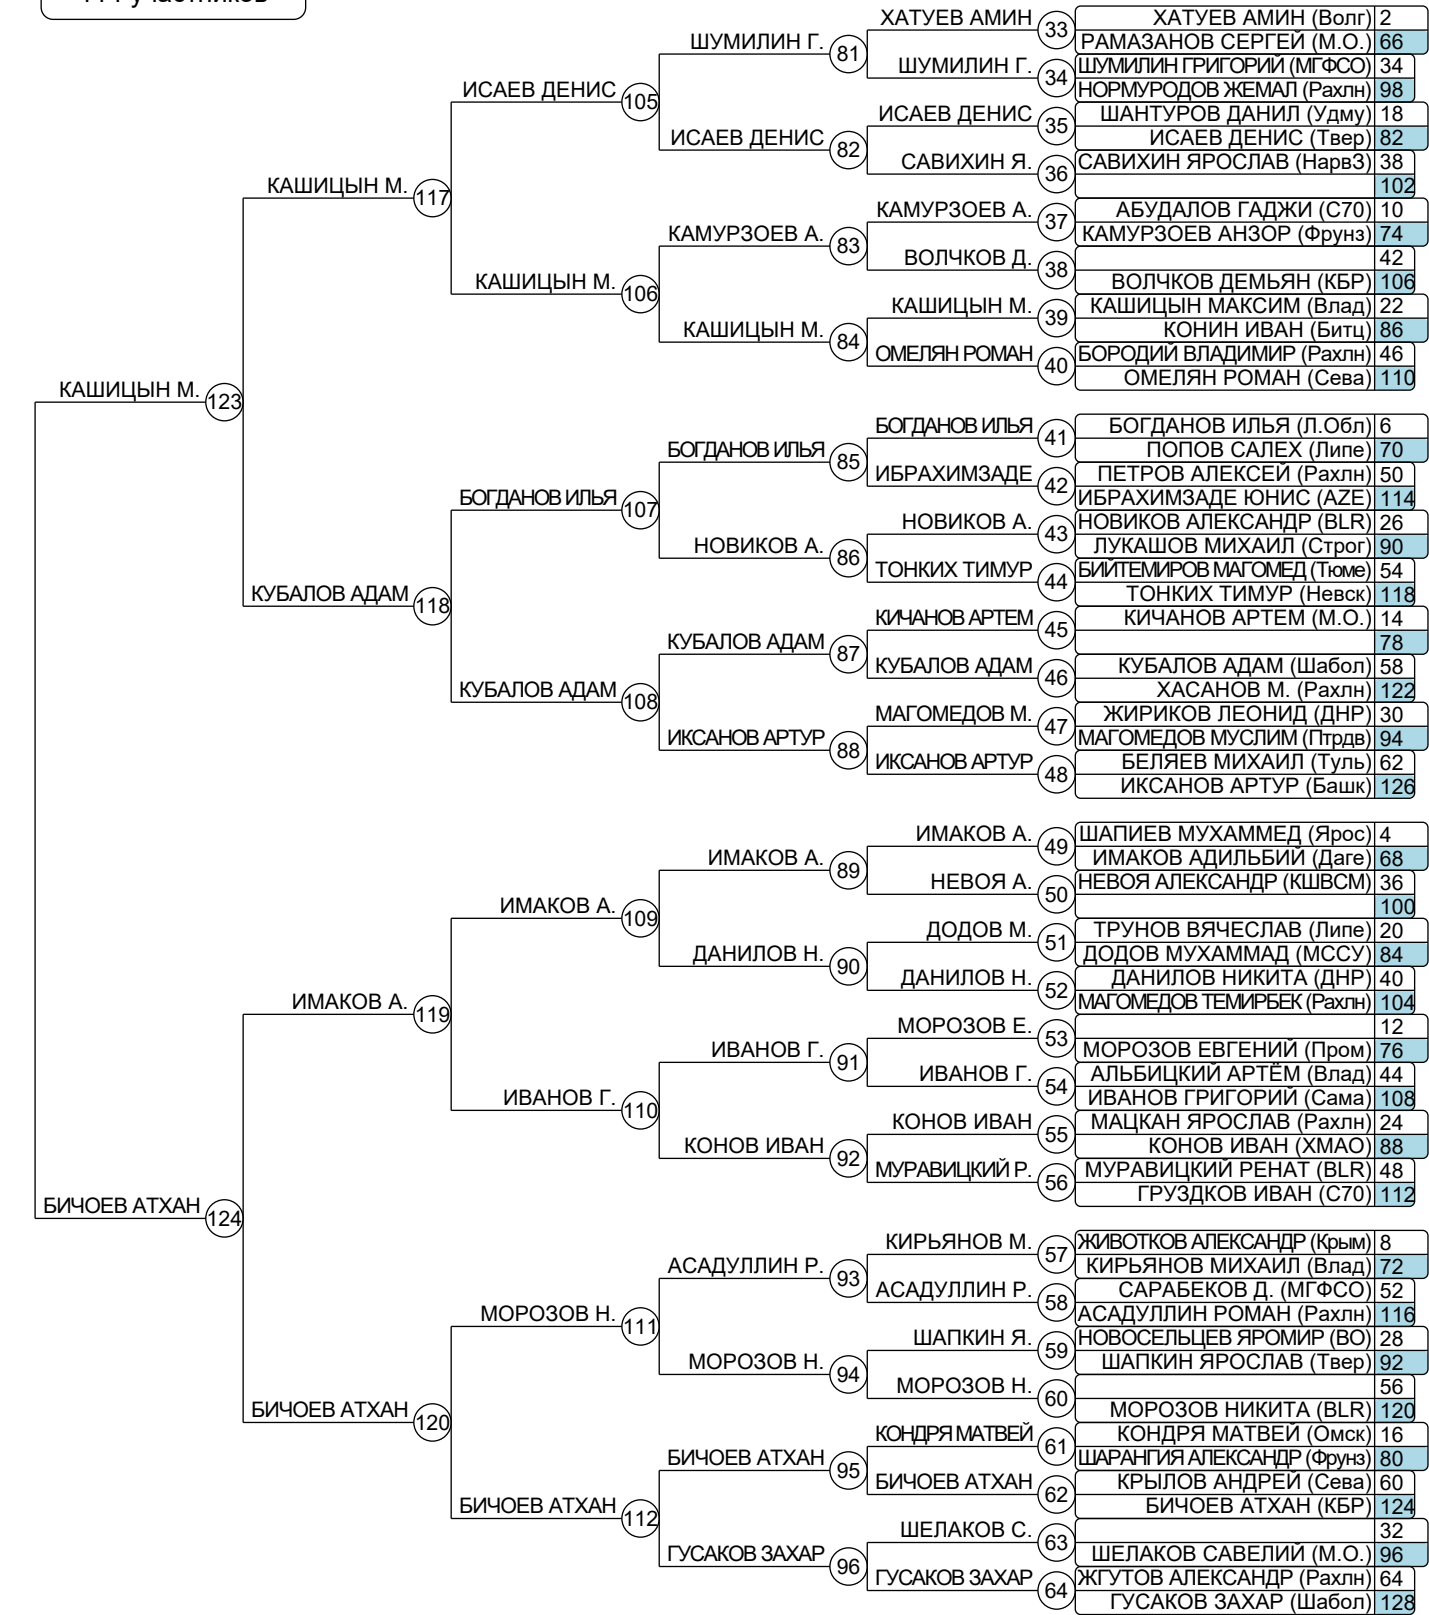 ХАТУЕВ АМИН 33 ХАТУЕВ АМИН (Волг) 2
РАМАЗАНОВ СЕРГЕЙ (М.О.) 66
ШУМИЛИН Г. 81
ШУМИЛИН Г. 34 ШУМИЛИН ГРИГОРИЙ (МГФСО) 34
НОРМУРОДОВ ЖЕМАЛ (Рахлн) 98
ИСАЕВ ДЕНИС 105
ИСАЕВ ДЕНИС 35 ШАНТУРОВ ДАНИЛ (Удму) 18
ИСАЕВ ДЕНИС (Твер) 82
ИСАЕВ ДЕНИС 82
САВИХИН Я. 36 САВИХИН ЯРОСЛАВ (НарвЗ) 38
102
КАШИЦЫН М. 117
КАМУРЗОЕВ А. 37 АБУДАЛОВ ГАДЖИ (С70) 10
КАМУРЗОЕВ АНЗОР (Фрунз) 74
КАМУРЗОЕВ А. 83
ВОЛЧКОВ Д. 38 42
ВОЛЧКОВ ДЕМЬЯН (КБР) 106
КАШИЦЫН М. 106
КАШИЦЫН М. 39 КАШИЦЫН МАКСИМ (Влад) 22
КОНИН ИВАН (Битц) 86
КАШИЦЫН М. 84
ОМЕЛЯН РОМАН 40 БОРОДИЙ ВЛАДИМИР (Рахлн) 46
ОМЕЛЯН РОМАН (Сева) 110
КАШИЦЫН М. 123
БОГДАНОВ ИЛЬЯ 41 БОГДАНОВ ИЛЬЯ (Л.Обл) 6
ПОПОВ САЛЕХ (Липе) 70
БОГДАНОВ ИЛЬЯ 85
ИБРАХИМЗАДЕ 42 ПЕТРОВ АЛЕКСЕЙ (Рахлн) 50
ИБРАХИМЗАДЕ ЮНИС (AZE) 114
БОГДАНОВ ИЛЬЯ 107
НОВИКОВ А. 43 НОВИКОВ АЛЕКСАНДР (BLR) 26
ЛУКАШОВ МИХАИЛ (Строг) 90
НОВИКОВ А. 86
ТОНКИХ ТИМУР 44 БИЙТЕМИРОВ МАГОМЕД (Тюме) 54
ТОНКИХ ТИМУР (Невск) 118
КУБАЛОВ АДАМ 118
КИЧАНОВ АРТЕМ 45 КИЧАНОВ АРТЕМ (М.О.) 14
78
КУБАЛОВ АДАМ 87
КУБАЛОВ АДАМ 46 КУБАЛОВ АДАМ (Шабол) 58
ХАСАНОВ М. (Рахлн) 122
КУБАЛОВ АДАМ 108
МАГОМЕДОВ М. 47 ЖИРИКОВ ЛЕОНИД (ДНР) 30
МАГОМЕДОВ МУСЛИМ (Птрдв) 94
ИКСАНОВ АРТУР 88
ИКСАНОВ АРТУР 48 БЕЛЯЕВ МИХАИЛ (Туль) 62
ИКСАНОВ АРТУР (Башк) 126
ИМАКОВ А. 49 ШАПИЕВ МУХАММЕД (Ярос) 4
ИМАКОВ АДИЛЬБИЙ (Даге) 68
ИМАКОВ А. 89
НЕВОЯ А. 50 НЕВОЯ АЛЕКСАНДР (КШВСМ) 36
100
ИМАКОВ А. 109
ДОДОВ М. 51 ТРУНОВ ВЯЧЕСЛАВ (Липе) 20
ДОДОВ МУХАММАД (МССУ) 84
ДАНИЛОВ Н. 90
ДАНИЛОВ Н. 52 ДАНИЛОВ НИКИТА (ДНР) 40
МАГОМЕДОВ ТЕМИРБЕК (Рахлн) 104
ИМАКОВ А. 119
МОРОЗОВ Е. 53 12
МОРОЗОВ ЕВГЕНИЙ (Пром) 76
ИВАНОВ Г. 91
ИВАНОВ Г. 54 АЛЬБИЦКИЙ АРТЁМ (Влад) 44
ИВАНОВ ГРИГОРИЙ (Сама) 108
ИВАНОВ Г. 110
КОНОВ ИВАН 55 МАЦКАН ЯРОСЛАВ (Рахлн) 24
КОНОВ ИВАН (ХМАО) 88
КОНОВ ИВАН 92
МУРАВИЦКИЙ Р. 56 МУРАВИЦКИЙ РЕНАТ (BLR) 48
ГРУЗДКОВ ИВАН (С70) 112
БИЧОЕВ АТХАН 124
КИРЬЯНОВ М. 57 ЖИВОТКОВ АЛЕКСАНДР (Крым) 8
КИРЬЯНОВ МИХАИЛ (Влад) 72
АСАДУЛЛИН Р. 93
АСАДУЛЛИН Р. 58 САРАБЕКОВ Д. (МГФСО) 52
АСАДУЛЛИН РОМАН (Рахлн) 116
МОРОЗОВ Н. 111
ШАПКИН Я. 59 НОВОСЕЛЬЦЕВ ЯРОМИР (ВО) 28
ШАПКИН ЯРОСЛАВ (Твер) 92
МОРОЗОВ Н. 94
МОРОЗОВ Н. 60 56
МОРОЗОВ НИКИТА (BLR) 120
БИЧОЕВ АТХАН 120
КОНДРЯ МАТВЕЙ 61 КОНДРЯ МАТВЕЙ (Омск) 16
ШАРАНГИЯ АЛЕКСАНДР (Фрунз) 80
БИЧОЕВ АТХАН 95
БИЧОЕВ АТХАН 62 КРЫЛОВ АНДРЕЙ (Сева) 60
БИЧОЕВ АТХАН (КБР) 124
БИЧОЕВ АТХАН 112
ШЕЛАКОВ С. 63 32
ШЕЛАКОВ САВЕЛИЙ (М.О.) 96
ГУСАКОВ ЗАХАР 96
ГУСАКОВ ЗАХАР 64 ЖГУТОВ АЛЕКСАНДР (Рахлн) 64
ГУСАКОВ ЗАХАР (Шабол) 128